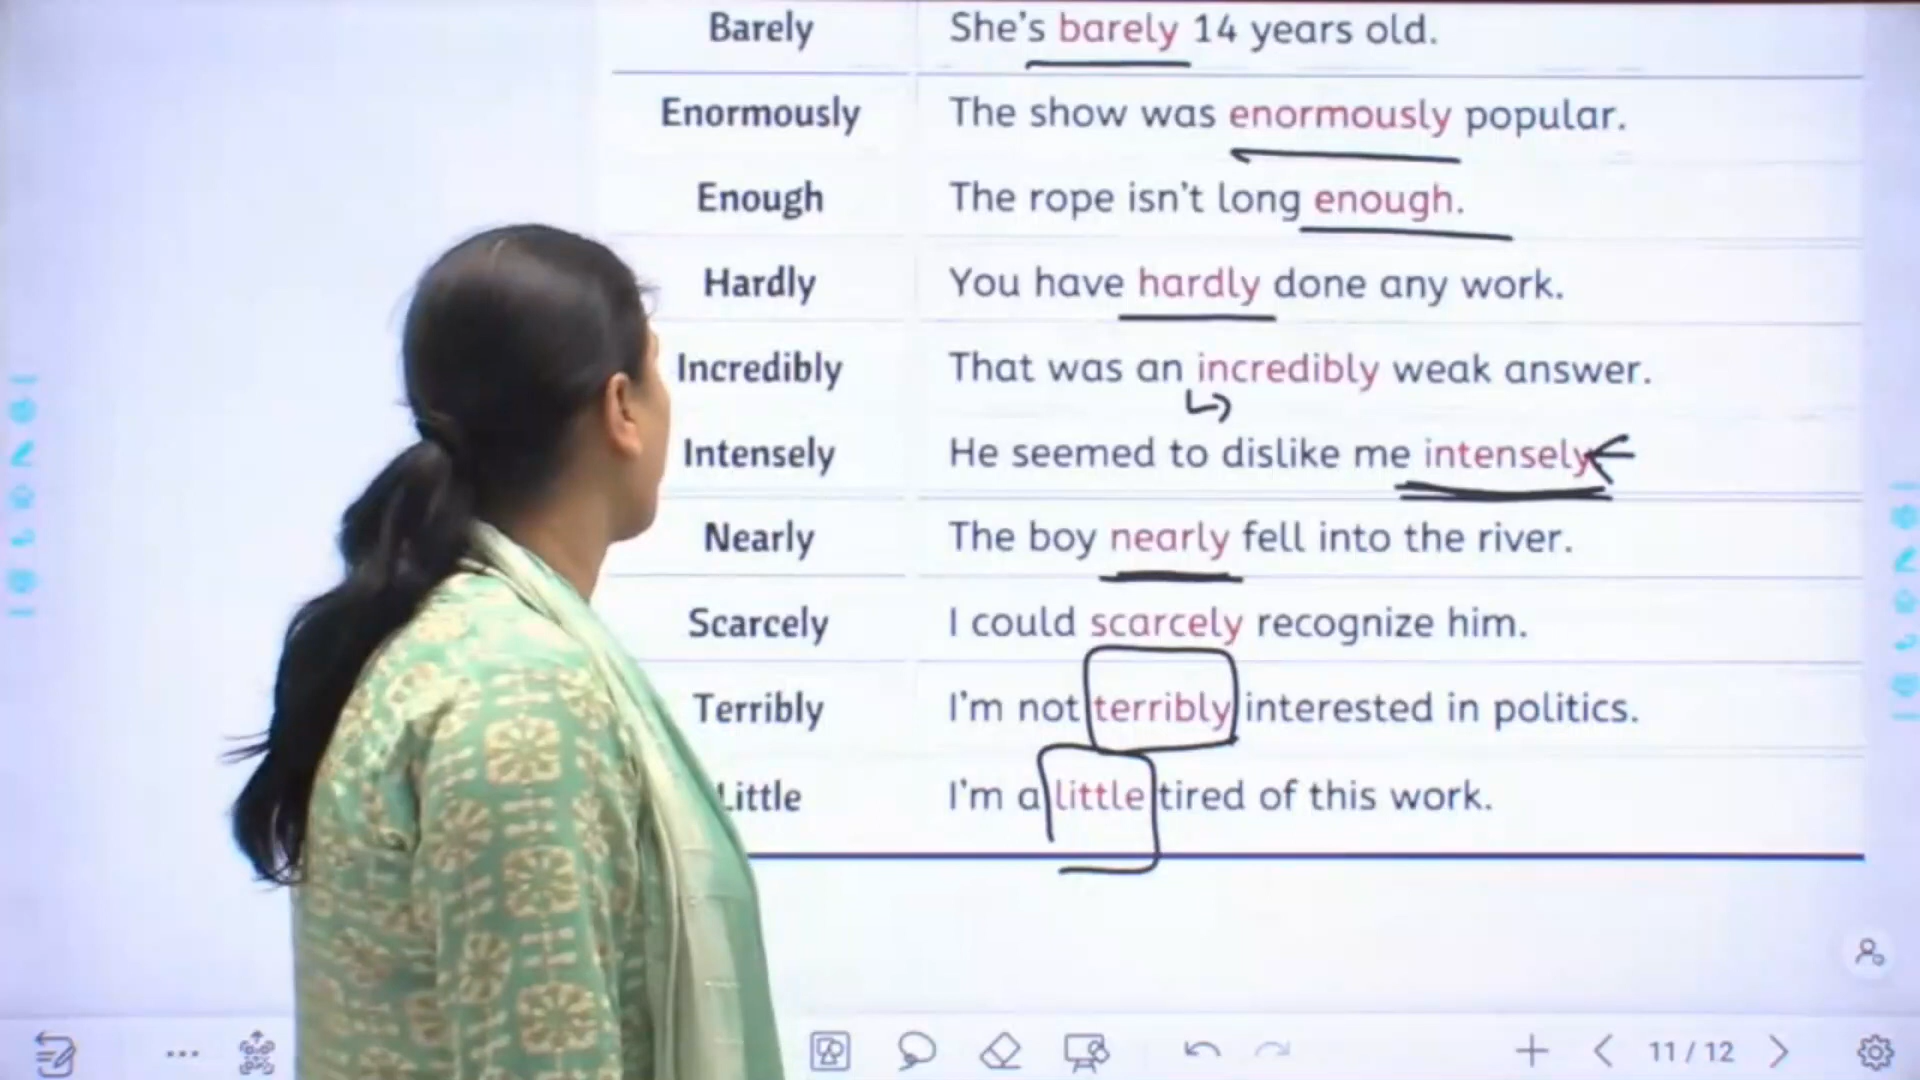 Barely She's barely 14 years old.
Enormously The show was enormously popular.
Enough The rope isn't long enough.
Hardly You have hardly done any work.
Incredibly That was an incredibly weak answer.
Intensely He seemed to dislike me intensely
Nearly The boy nearly fell into the river.
Scarcely I could scarcely recognize him.
Terribly I'm not terribly interested in politics.
Little I'm a little tired of this work.
11 / 12